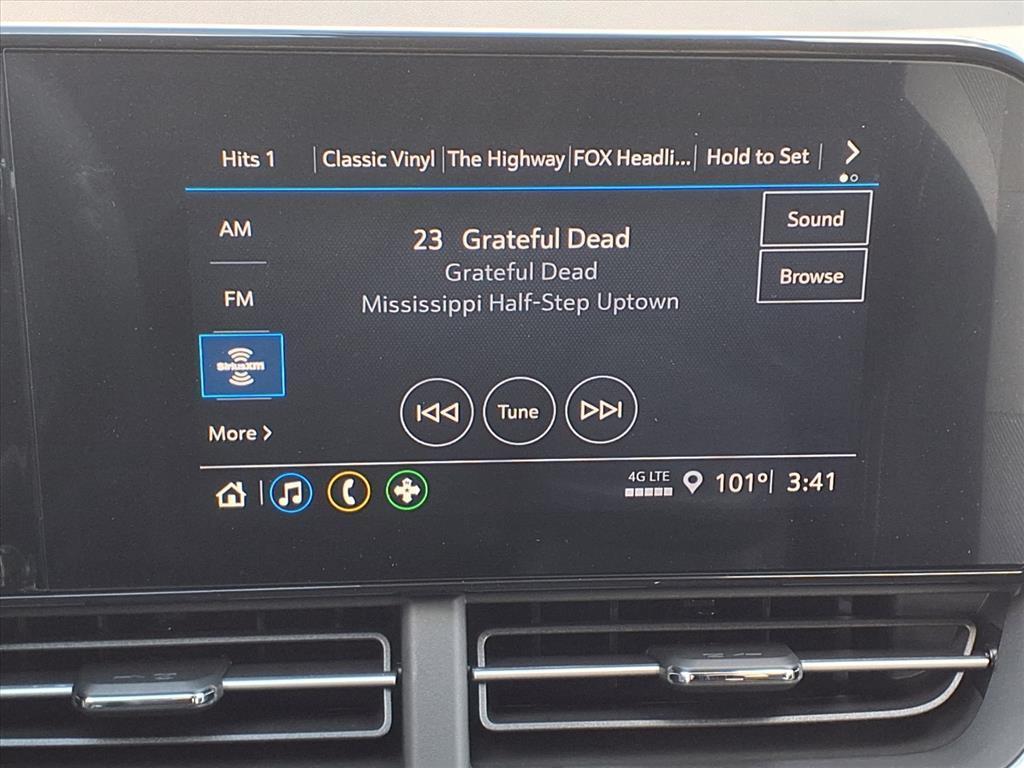 Hits 1 Classic Vinyl The Highway FOX Headli... Hold to Set
AM
23 Grateful Dead
Sound
Grateful Dead
Browse
FM
Mississippi Half-Step Uptown
SiriusXM
Tune
More
4G LTE
101° 3:41